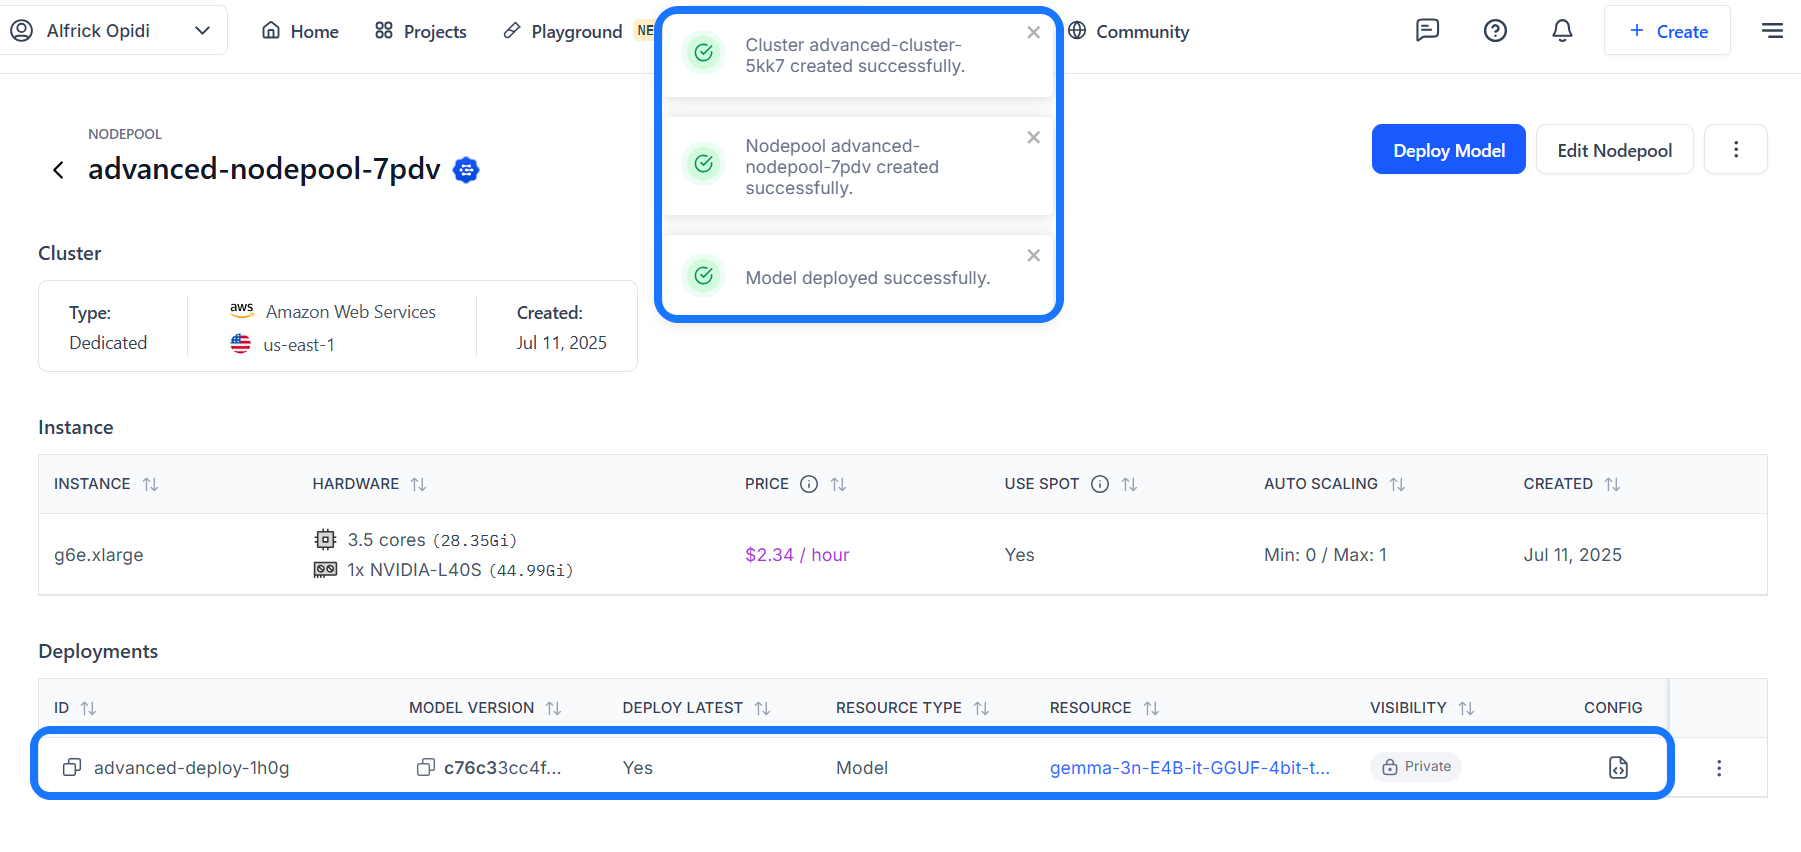 Alfrick Opidi
Home
Projects
Playground
NE
Community
Create
Cluster advanced-cluster-
5kk7 created successfully.
Nodepool advanced-
nodepool-7pdv created
successfully.
Model deployed successfully.
NODEPOOL
advanced-nodepool-7pdv
Deploy Model
Edit Nodepool
Cluster
Type:
Dedicated
aws Amazon Web Services
us-east-1
Created:
Jul 11, 2025
Instance
INSTANCE HARDWARE PRICE USE SPOT AUTO SCALING CREATED
g6e.xlarge
3.5 cores (28.35Gi)
1x NVIDIA-L40S (44.99Gi)
$2.34 / hour
Yes
Min: 0 / Max: 1
Jul 11, 2025
Deployments
ID MODEL VERSION DEPLOY LATEST RESOURCE TYPE RESOURCE VISIBILITY CONFIG
advanced-deploy-1h0g c76c33cc4f... Yes Model gemma-3n-E4B-it-GGUF-4bit-t... Private